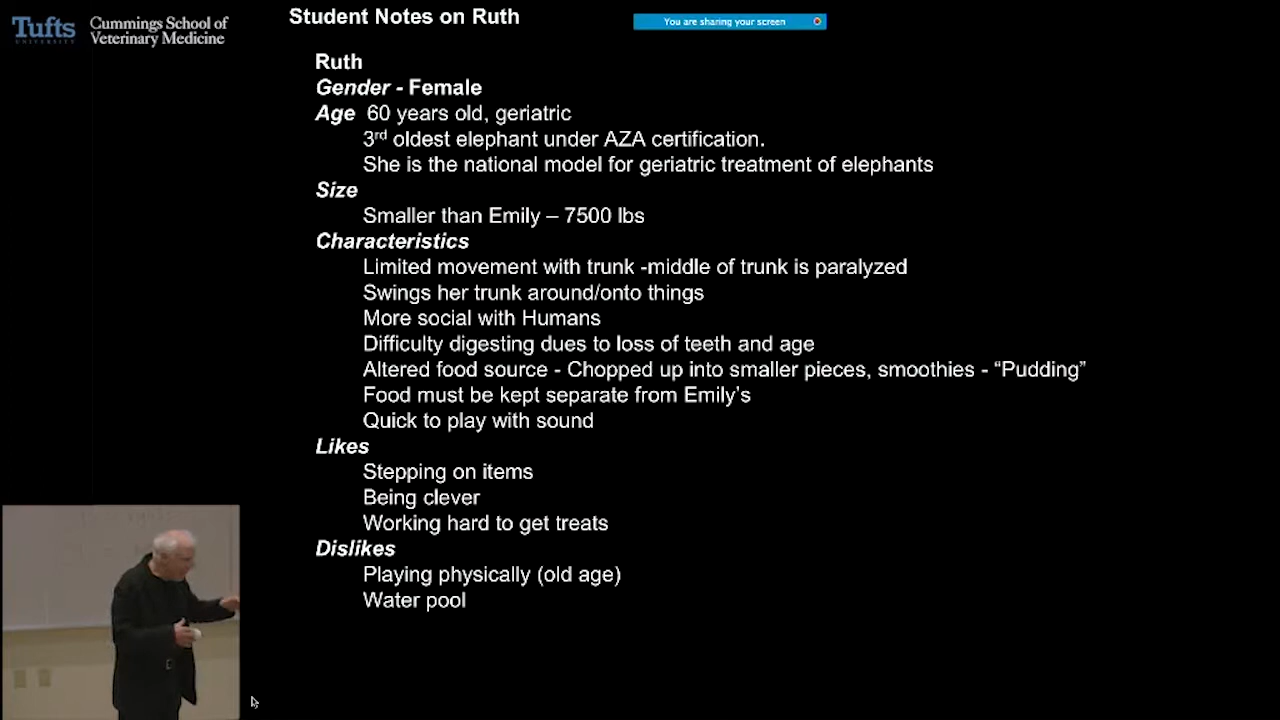 Tufts
UNIVERSITY
Cummings School of
Veterinary Medicine
Student Notes on Ruth
You are sharing your screen
Ruth
Gender - Female
Age 60 years old, geriatric
3rd oldest elephant under AZA certification.
She is the national model for geriatric treatment of elephants
Size
Smaller than Emily – 7500 lbs
Characteristics
Limited movement with trunk -middle of trunk is paralyzed
Swings her trunk around/onto things
More social with Humans
Difficulty digesting dues to loss of teeth and age
Altered food source - Chopped up into smaller pieces, smoothies - “Pudding”
Food must be kept separate from Emily’s
Quick to play with sound
Likes
Stepping on items
Being clever
Working hard to get treats
Dislikes
Playing physically (old age)
Water pool